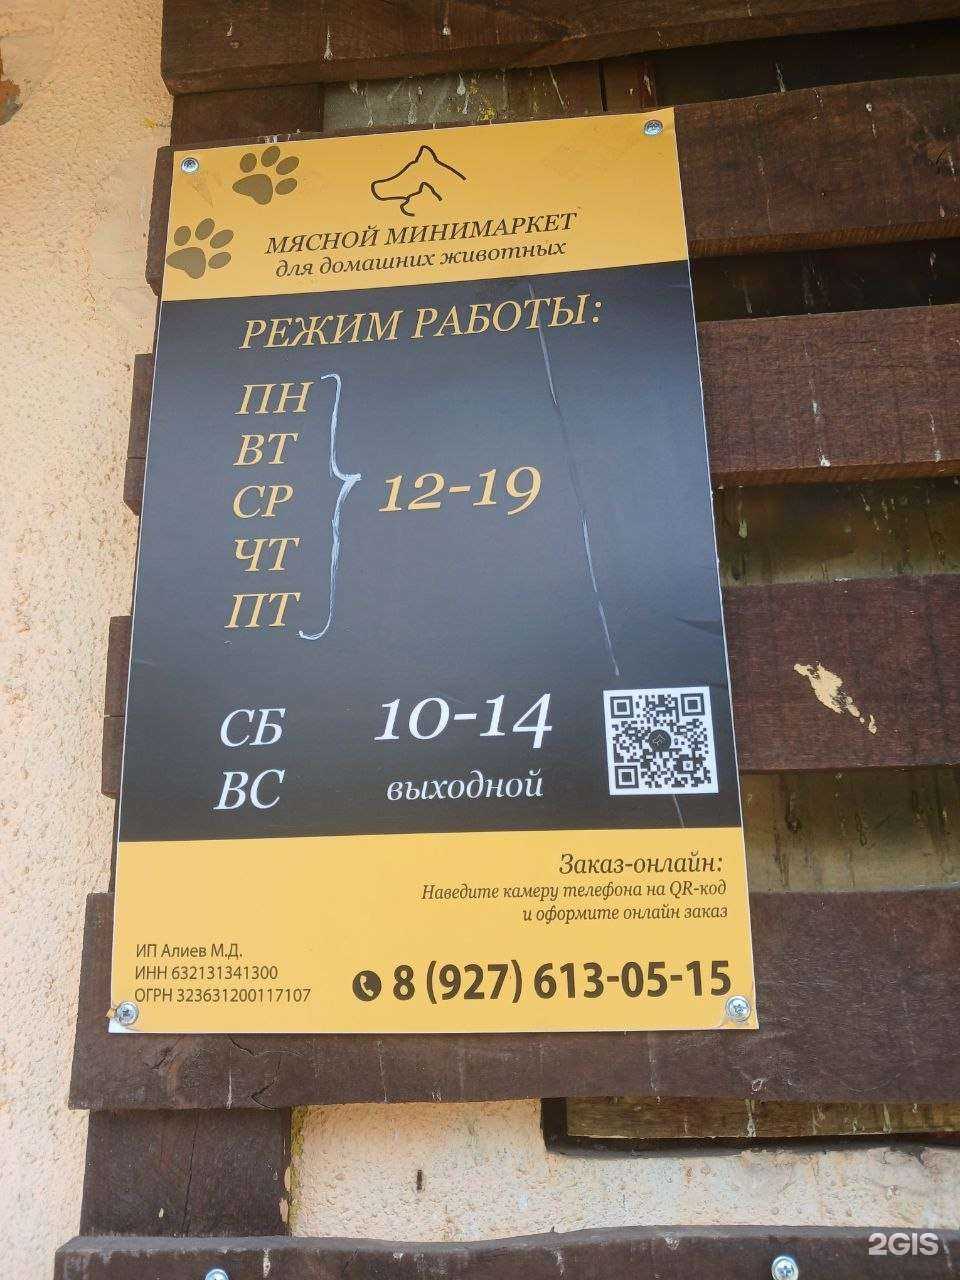 МЯСНОЙ МИНИМАРКЕТ
для домашних животных
РЕЖИМ РАБОТЫ:
ПН
ВТ
СР
ЧТ
ПТ
12-19
СБ 10-14
ВС выходной
Заказ-онлайн:
Наведите камеру телефона на QR-код
и оформите онлайн заказ
ИП Алиев М.Д.
ИНН 632131341300
ОГРН 323631200117107
8 (927) 613-05-15
2GIS